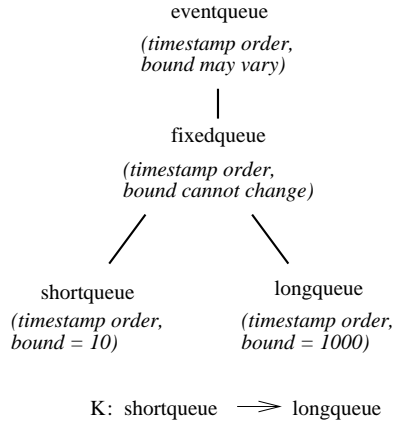 eventqueue
(timestamp order,
bound may vary)
fixedqueue
(timestamp order,
bound cannot change)
shortqueue
(timestamp order,
bound = 10)
longqueue
(timestamp order,
bound = 1000)
K: shortqueue longqueue